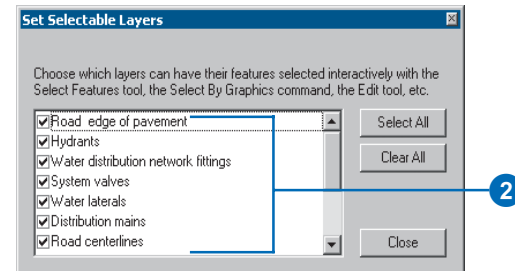 Set Selectable Layers
Choose which layers can have their features selected interactively with the
Select Features tool, the Select By Graphics command, the Edit tool, etc.
Road edge of pavement
Hydrants
Water distribution network fittings
System valves
Water laterals
Distribution mains
Road centerlines
Select All
Clear All
2
Close